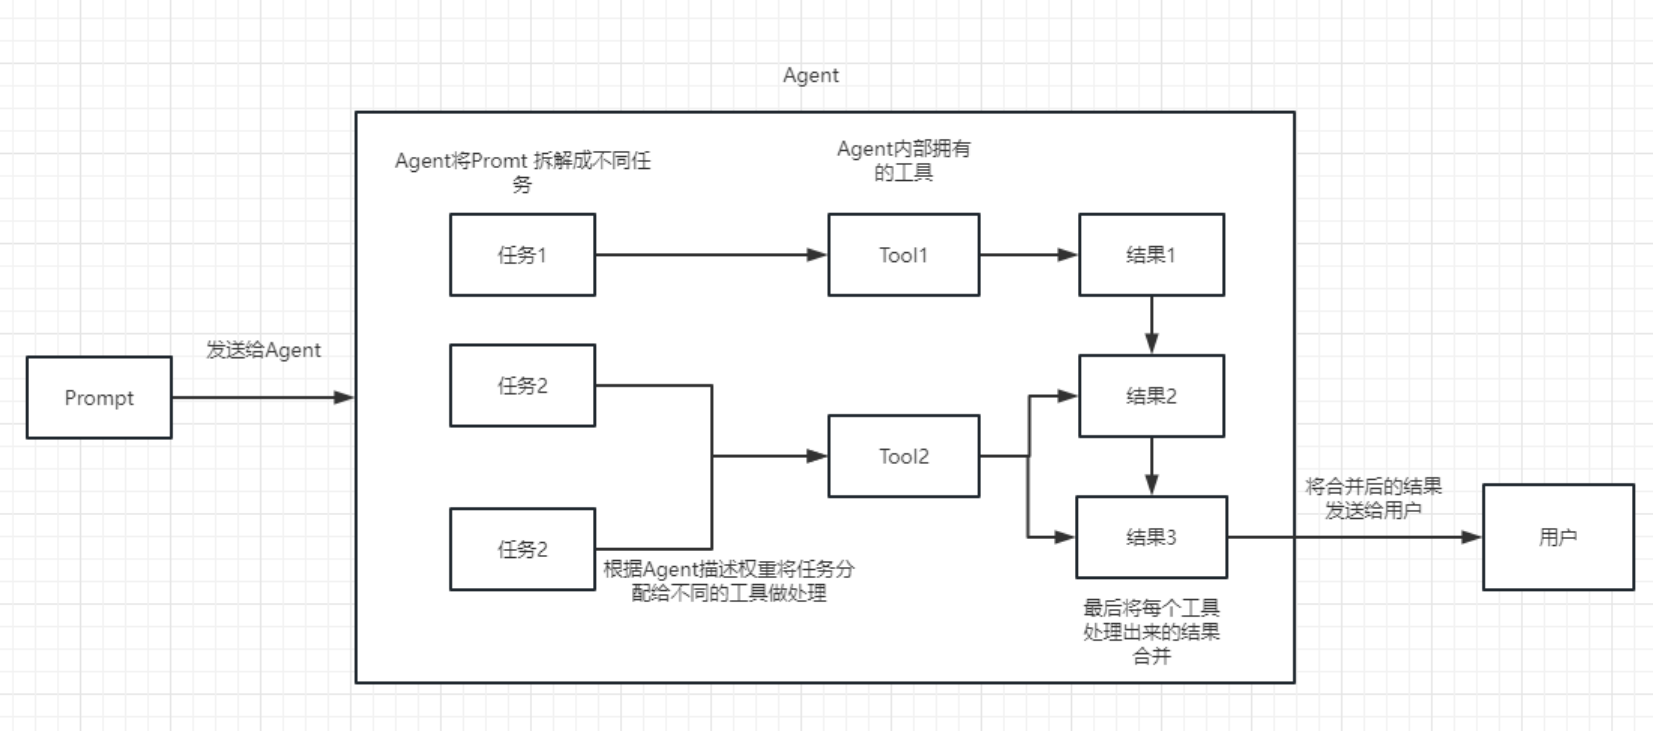 Agent
Agent将Promt 拆解成不同任
务
Agent内部拥有
的工具
任务1
Tool1
结果1
发送给Agent
Prompt
任务2
Tool2
结果2
任务2
根据Agent描述权重将任务分
配给不同的工具做处理
结果3
最后将每个工具
处理出来的结果
合并
将合并后的结果
发送给用户
用户